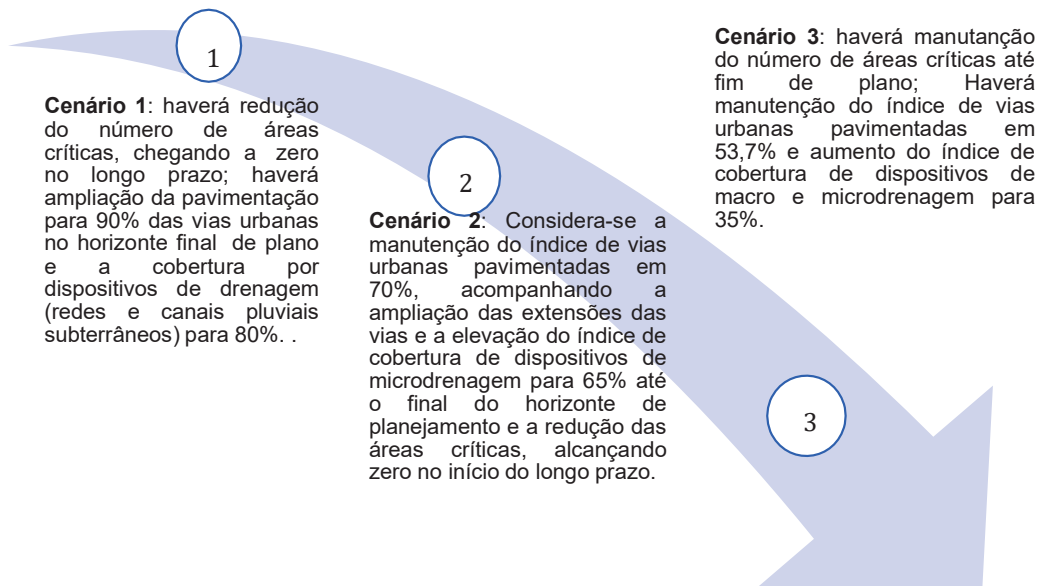 1
Cenário 1: haverá redução
do número de áreas
críticas, chegando a zero
no longo prazo; haverá
ampliação da pavimentação
para 90% das vias urbanas
no horizonte final de plano
e a cobertura por
dispositivos de drenagem
(redes e canais pluviais
subterrâneos) para 80%. .
2
Cenário 2: Considera-se a
manutenção do índice de vias
urbanas pavimentadas em
70%, acompanhando a
ampliação das extensões das
vias e a elevação do índice de
cobertura de dispositivos de
microdrenagem para 65% até
o final do horizonte de
planejamento e a redução das
áreas críticas, alcançando
zero no início do longo prazo.
Cenário 3: haverá manutanção
do número de áreas críticas até
fim de plano; Haverá
manutenção do índice de vias
urbanas pavimentadas em
53,7% e aumento do índice de
cobertura de dispositivos de
macro e microdrenagem para
35%.
3